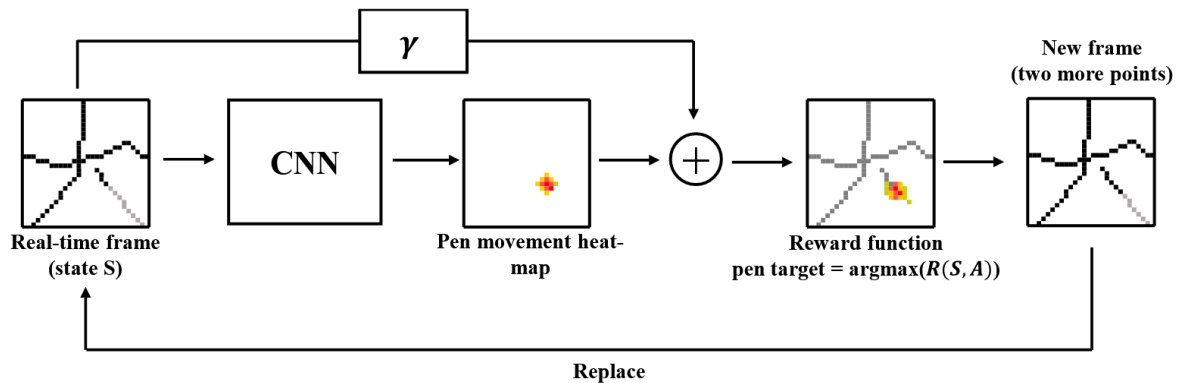 γ
New frame
(two more points)
CNN
+
Real-time frame
(state S)
Pen movement heat-
map
Reward function
pen target = argmax(R(S, A))
Replace